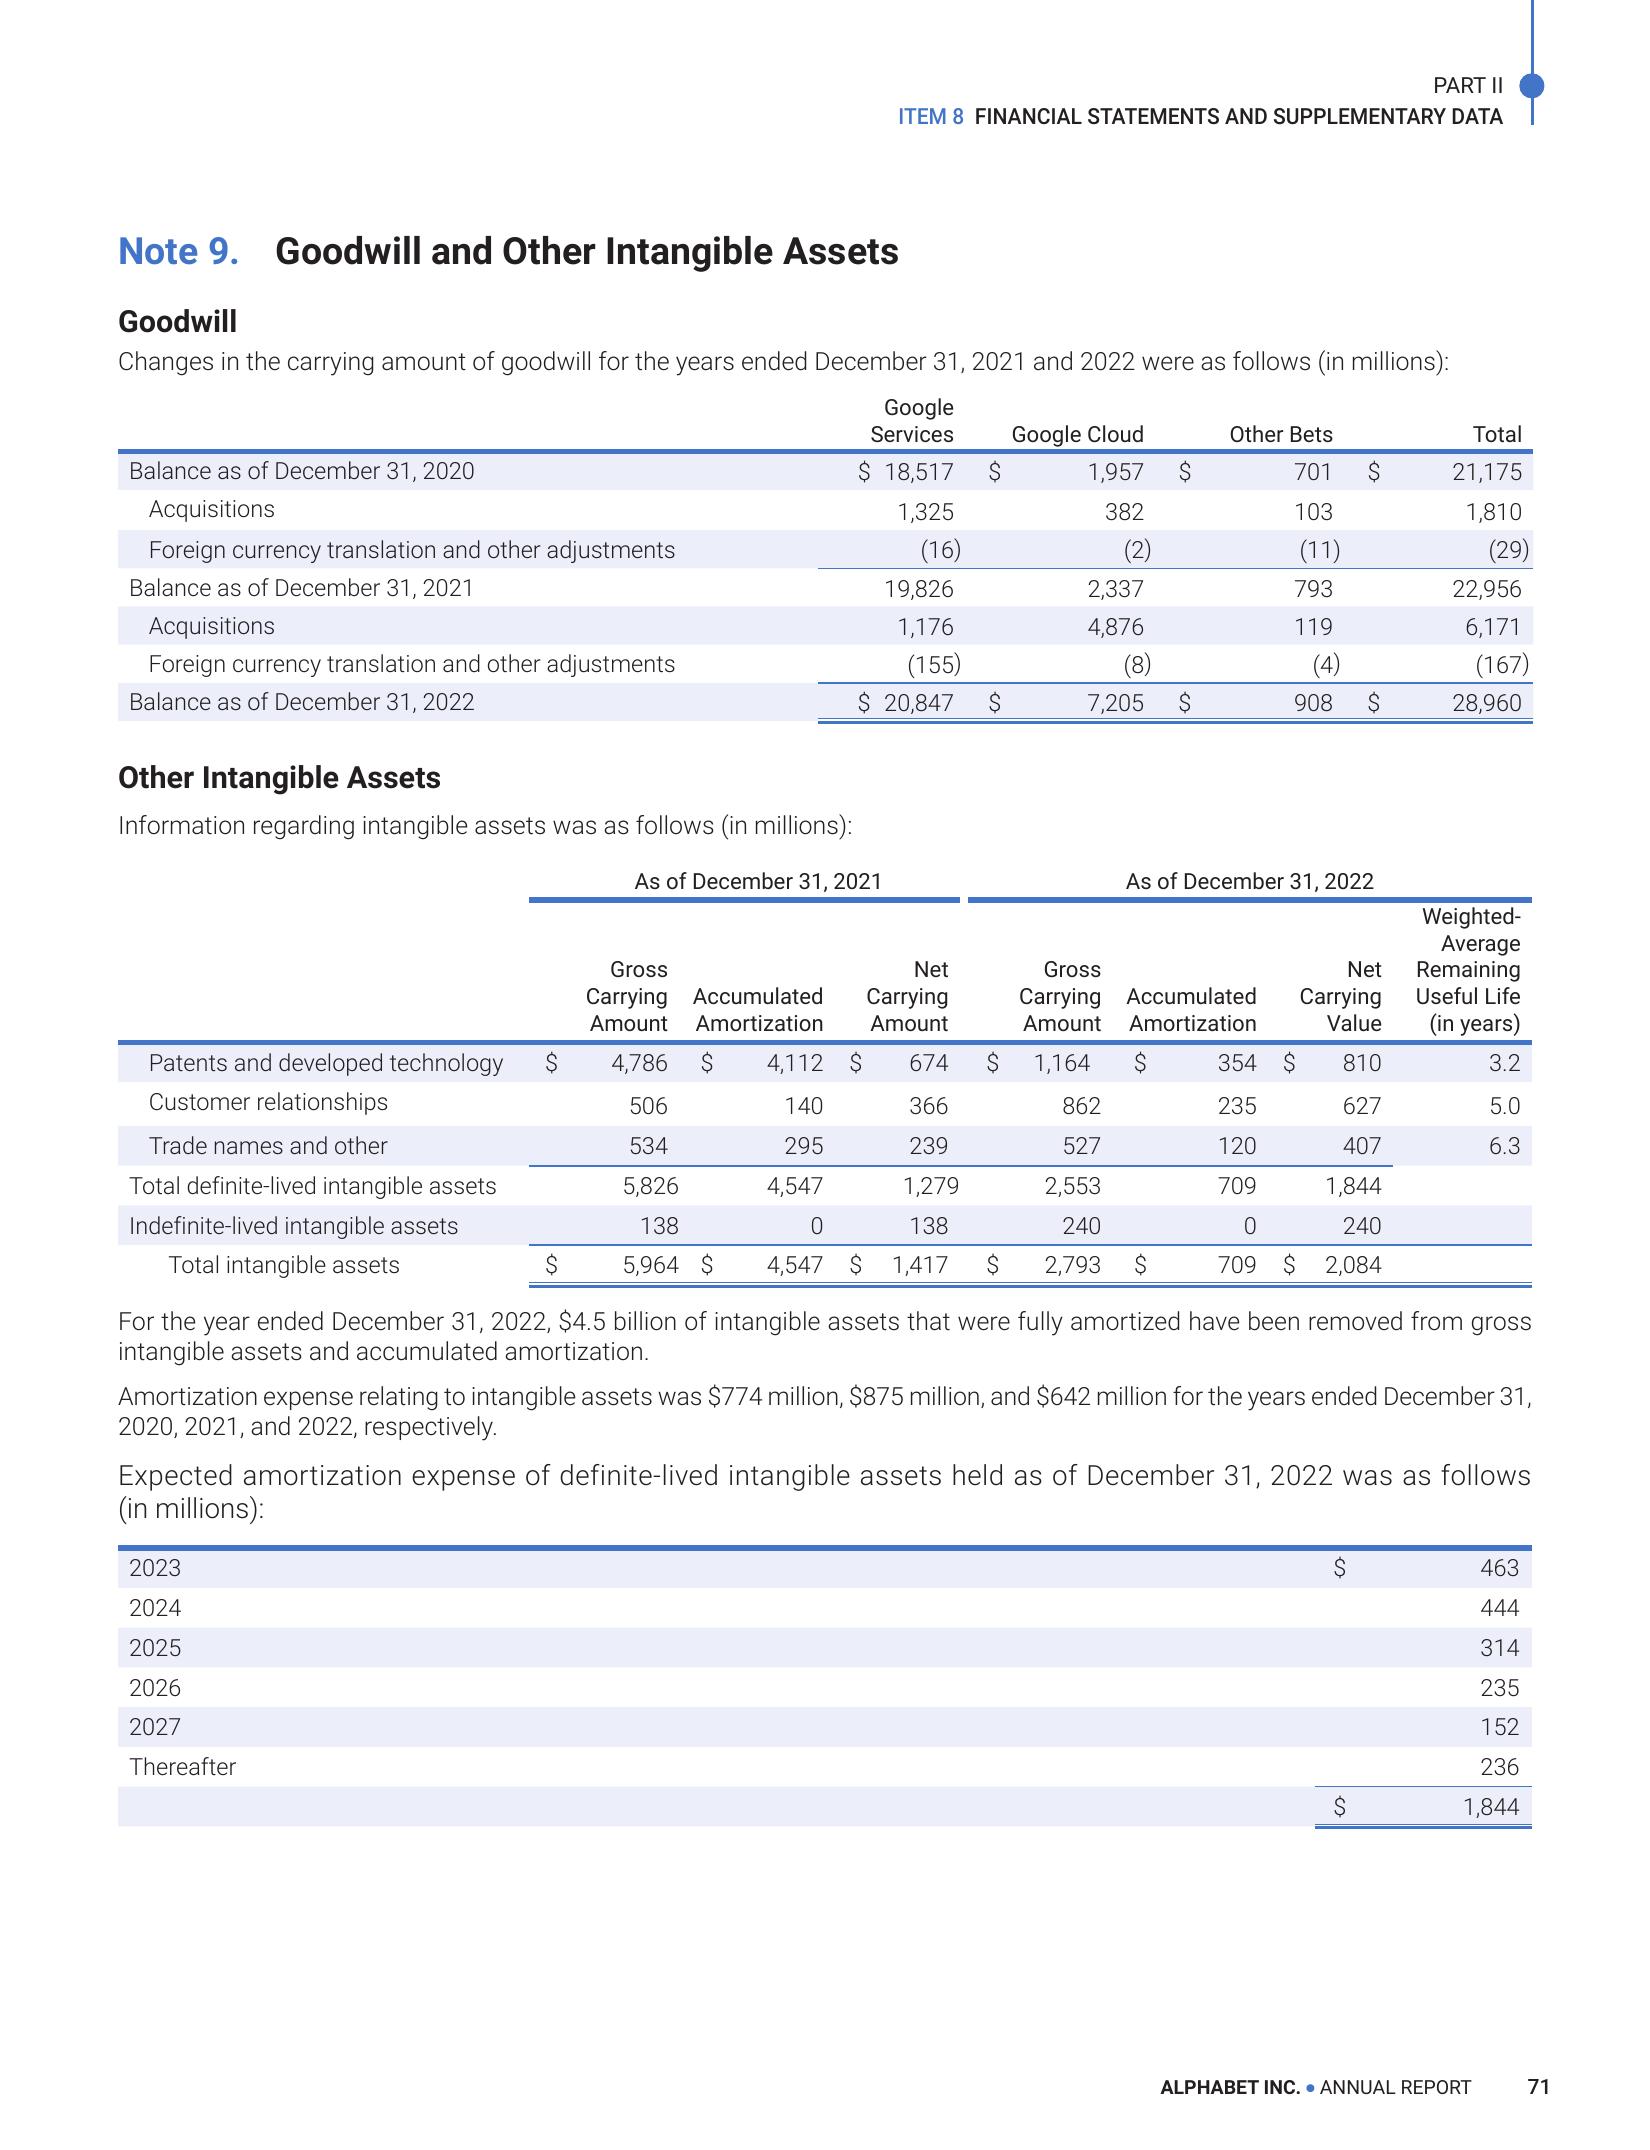 PART II
ITEM 8 FINANCIAL STATEMENTS AND SUPPLEMENTARY DATA
Note 9. Goodwill and Other Intangible Assets
Goodwill
Changes in the carrying amount of goodwill for the years ended December 31, 2021 and 2022 were as follows (in millions):
Google
Services Google Cloud Other Bets Total
Balance as of December 31, 2020 $ 18,517 $ 1,957 $ 701 $ 21,175
Acquisitions 1,325 382 103 1,810
Foreign currency translation and other adjustments (16) (2) (11) (29)
Balance as of December 31, 2021 19,826 2,337 793 22,956
Acquisitions 1,176 4,876 119 6,171
Foreign currency translation and other adjustments (155) (8) (4) (167)
Balance as of December 31, 2022 $ 20,847 $ 7,205 $ 908 $ 28,960
Other Intangible Assets
Information regarding intangible assets was as follows (in millions):
As of December 31, 2021 As of December 31, 2022
Weighted-
Average
Gross Net Gross Net Remaining
Carrying Accumulated Carrying Carrying Accumulated Carrying Useful Life
Amount Amortization Amount Amount Amortization Value (in years)
Patents and developed technology $ 4,786 $ 4,112 $ 674 $ 1,164 $ 354 $ 810 3.2
Customer relationships 506 140 366 862 235 627 5.0
Trade names and other 534 295 239 527 120 407 6.3
Total definite-lived intangible assets 5,826 4,547 1,279 2,553 709 1,844
Indefinite-lived intangible assets 138 0 138 240 0 240
Total intangible assets $ 5,964 $ 4,547 $ 1,417 $ 2,793 $ 709 $ 2,084
For the year ended December 31, 2022, $4.5 billion of intangible assets that were fully amortized have been removed from gross
intangible assets and accumulated amortization.
Amortization expense relating to intangible assets was $774 million, $875 million, and $642 million for the years ended December 31,
2020, 2021, and 2022, respectively.
Expected amortization expense of definite-lived intangible assets held as of December 31, 2022 was as follows
(in millions):
2023 $ 463
2024 444
2025 314
2026 235
2027 152
Thereafter 236
$ 1,844
ALPHABET INC. • ANNUAL REPORT 71